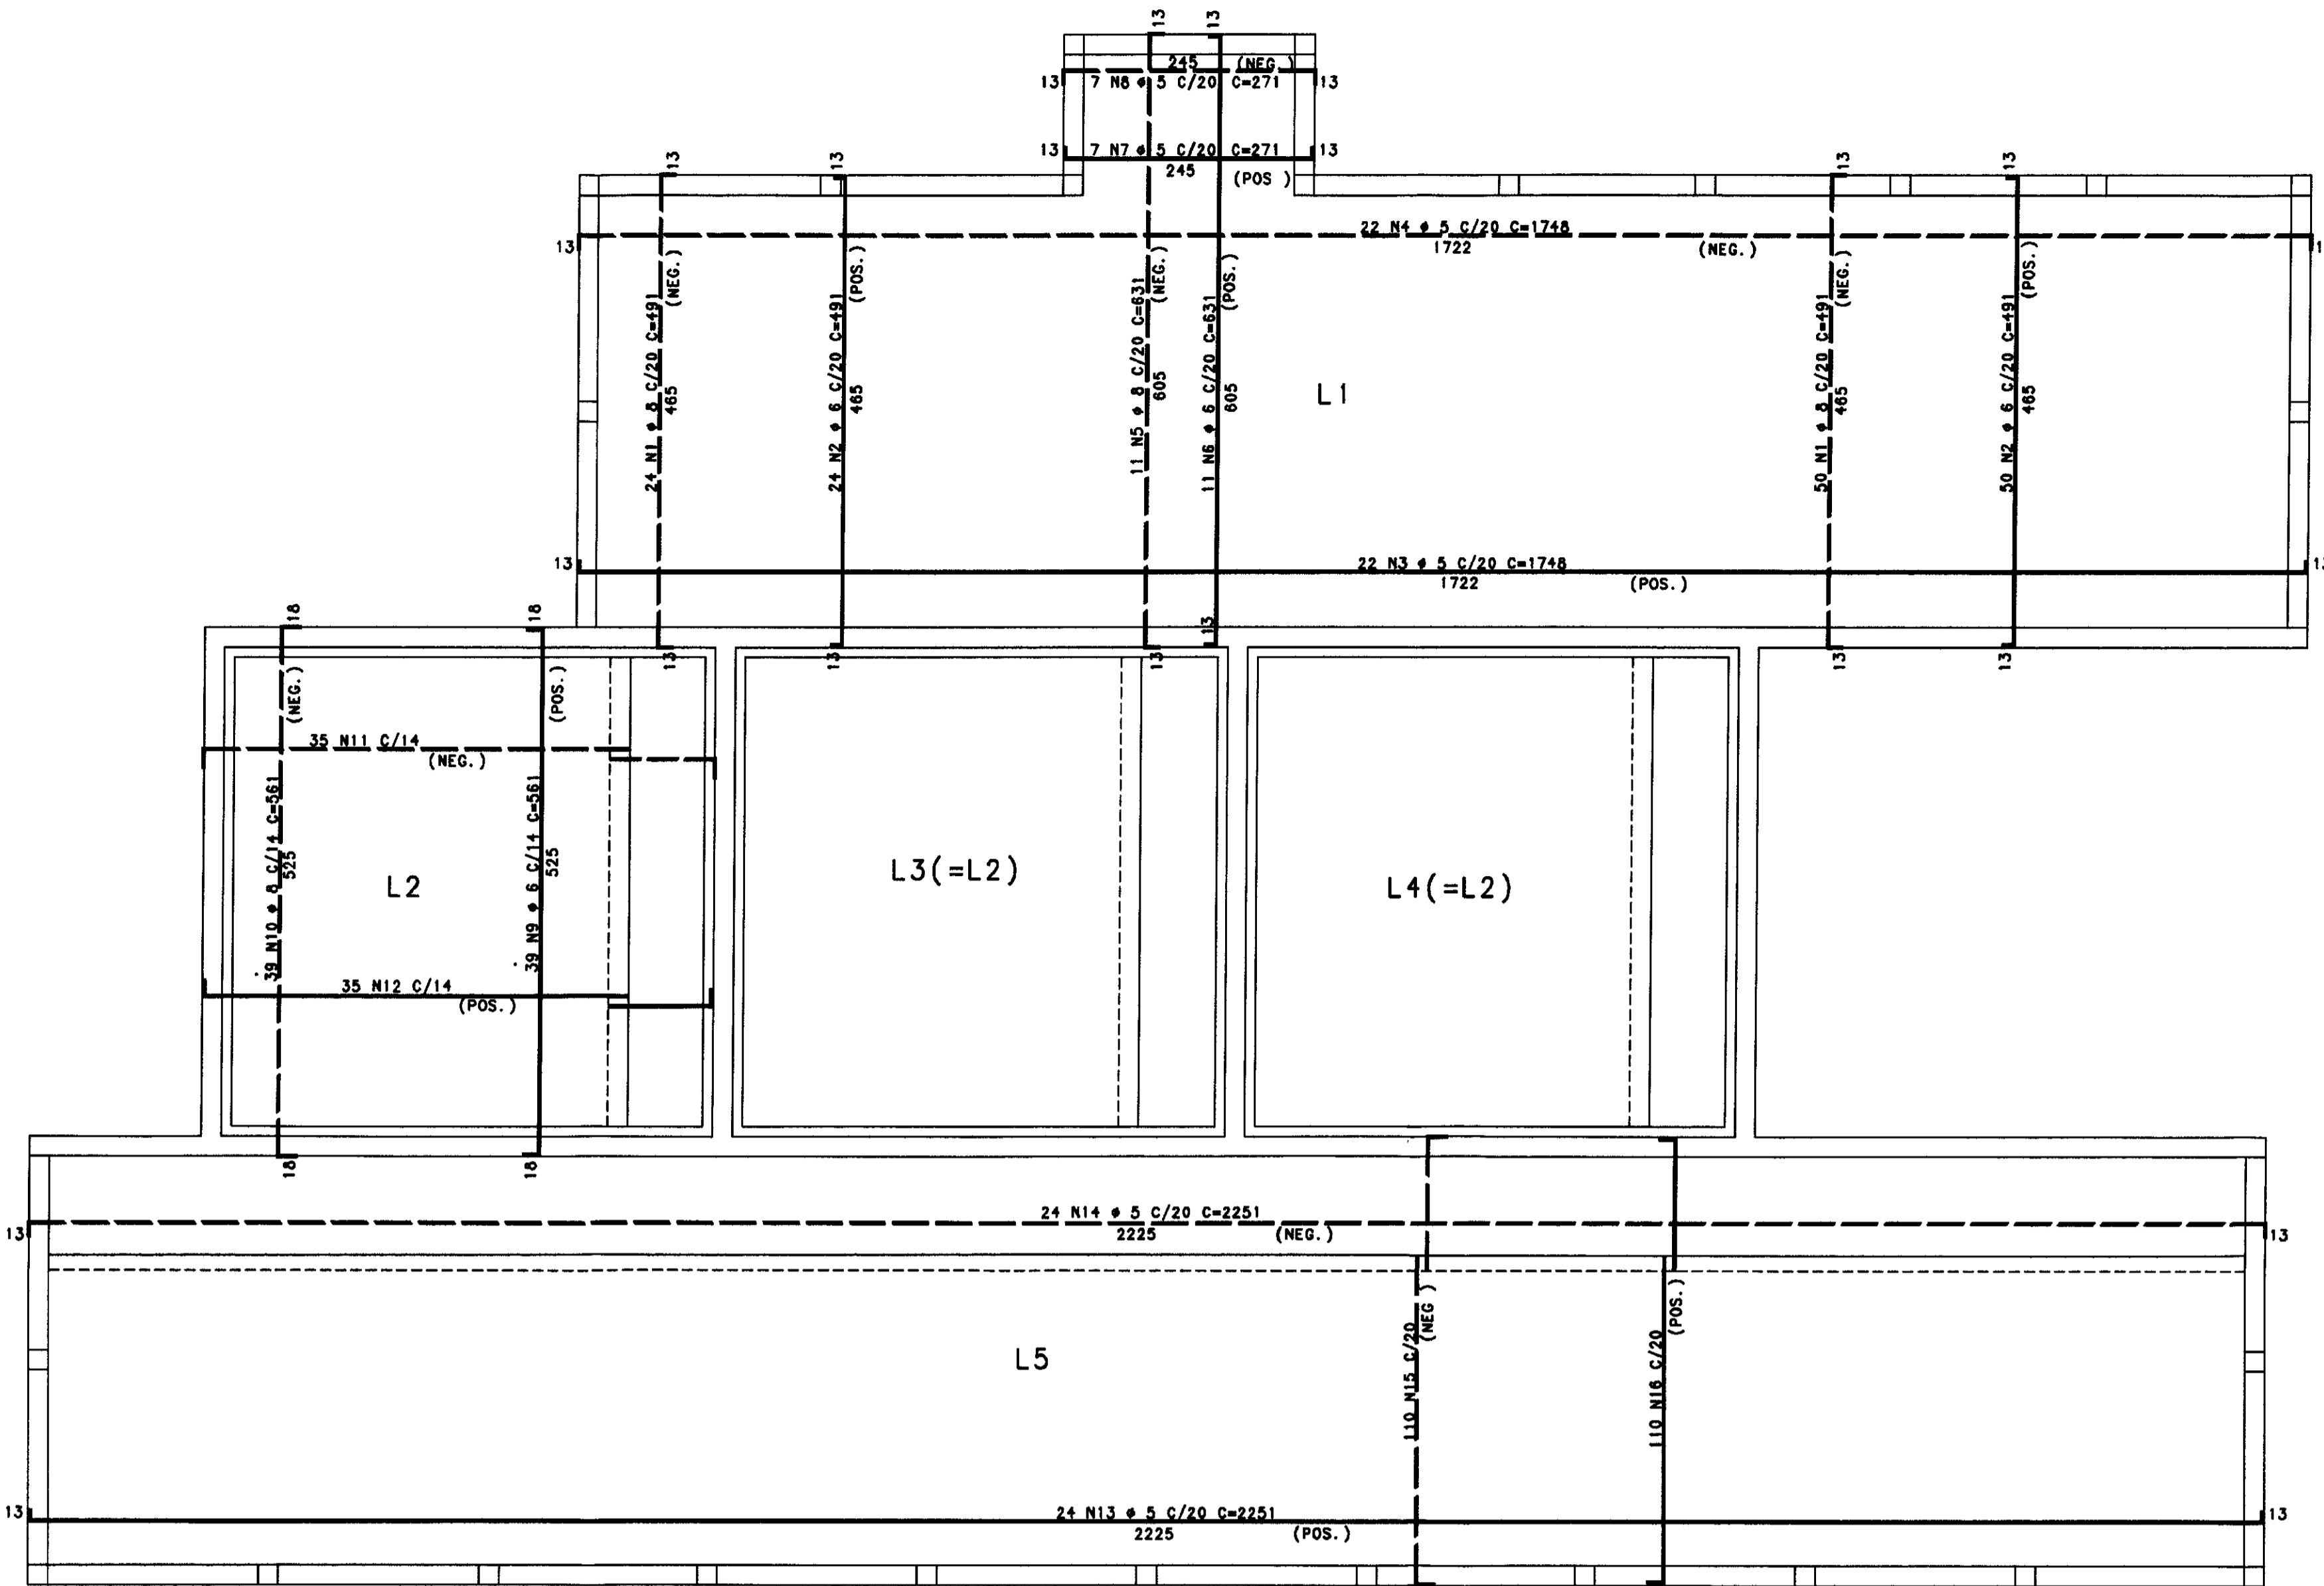 13
13
245 (NEG.)
13 7 N8 ø 5 C/20 C=271 13
13 7 N7 ø 5 C/20 C=271 13
245 (POS )
13
13
13
13
13 22 N4 ø 5 C/20 C=1748
1722 (NEG.)
24 N1 ø 8 C/20 C=491
465
(NEG.)
24 N2 ø 6 C/20 C=491
465
(POS.)
11 N5 ø 8 C/20 C=631
605
(NEG.)
11 N6 ø 6 C/20 C=631
605
(POS.)
L1
50 N1 ø 8 C/20 C=491
465
(NEG.)
50 N2 ø 6 C/20 C=491
465
(POS.)
13 22 N3 ø 5 C/20 C=1748
1722 (POS.)
18
18
13
13
13
13
13
13
(NEG.)
(POS.)
35 N11 C/14
(NEG.)
39 N10 ø 8 C/14 C=561
525
39 N9 ø 6 C/14 C=561
525
L2
L3(=L2)
L4(=L2)
35 N12 C/14
(POS.)
18
18
13 24 N14 ø 5 C/20 C=2251 13
2225 (NEG.)
L5
110 N15 C/20
(NEG )
110 N16 C/20
(POS.)
13 24 N13 ø 5 C/20 C=2251 13
2225 (POS.)